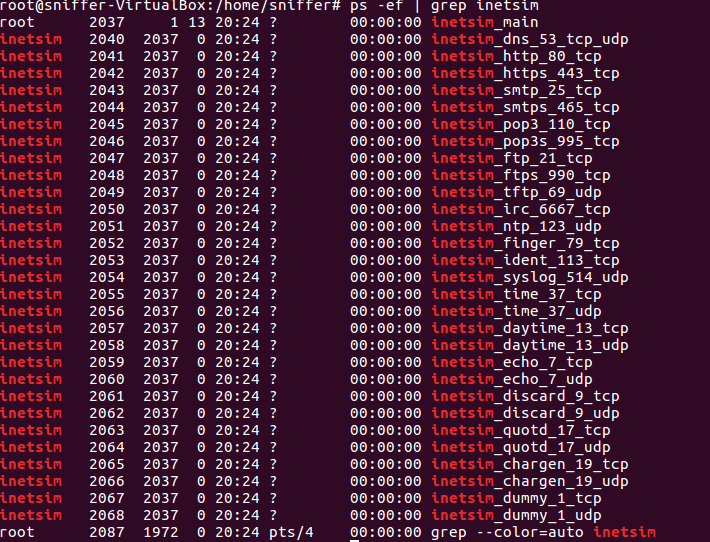 root@sniffer-VirtualBox:/home/sniffer# ps -ef | grep inetsim
root      2037     1 13 20:24 ?        00:00:00 inetsim_main
inetsim   2040  2037  0 20:24 ?        00:00:00 inetsim_dns_53_tcp_udp
inetsim   2041  2037  0 20:24 ?        00:00:00 inetsim_http_80_tcp
inetsim   2042  2037  0 20:24 ?        00:00:00 inetsim_https_443_tcp
inetsim   2043  2037  0 20:24 ?        00:00:00 inetsim_smtp_25_tcp
inetsim   2044  2037  0 20:24 ?        00:00:00 inetsim_smtps_465_tcp
inetsim   2045  2037  0 20:24 ?        00:00:00 inetsim_pop3_110_tcp
inetsim   2046  2037  0 20:24 ?        00:00:00 inetsim_pop3s_995_tcp
inetsim   2047  2037  0 20:24 ?        00:00:00 inetsim_ftp_21_tcp
inetsim   2048  2037  0 20:24 ?        00:00:00 inetsim_ftps_990_tcp
inetsim   2049  2037  0 20:24 ?        00:00:00 inetsim_tftp_69_udp
inetsim   2050  2037  0 20:24 ?        00:00:00 inetsim_irc_6667_tcp
inetsim   2051  2037  0 20:24 ?        00:00:00 inetsim_ntp_123_udp
inetsim   2052  2037  0 20:24 ?        00:00:00 inetsim_finger_79_tcp
inetsim   2053  2037  0 20:24 ?        00:00:00 inetsim_ident_113_tcp
inetsim   2054  2037  0 20:24 ?        00:00:00 inetsim_syslog_514_udp
inetsim   2055  2037  0 20:24 ?        00:00:00 inetsim_time_37_tcp
inetsim   2056  2037  0 20:24 ?        00:00:00 inetsim_time_37_udp
inetsim   2057  2037  0 20:24 ?        00:00:00 inetsim_daytime_13_tcp
inetsim   2058  2037  0 20:24 ?        00:00:00 inetsim_daytime_13_udp
inetsim   2059  2037  0 20:24 ?        00:00:00 inetsim_echo_7_tcp
inetsim   2060  2037  0 20:24 ?        00:00:00 inetsim_echo_7_udp
inetsim   2061  2037  0 20:24 ?        00:00:00 inetsim_discard_9_tcp
inetsim   2062  2037  0 20:24 ?        00:00:00 inetsim_discard_9_udp
inetsim   2063  2037  0 20:24 ?        00:00:00 inetsim_quotd_17_tcp
inetsim   2064  2037  0 20:24 ?        00:00:00 inetsim_quotd_17_udp
inetsim   2065  2037  0 20:24 ?        00:00:00 inetsim_chargen_19_tcp
inetsim   2066  2037  0 20:24 ?        00:00:00 inetsim_chargen_19_udp
inetsim   2067  2037  0 20:24 ?        00:00:00 inetsim_dummy_1_tcp
inetsim   2068  2037  0 20:24 ?        00:00:00 inetsim_dummy_1_udp
root      2087  1972  0 20:24 pts/4    00:00:00 grep --color=auto inetsim